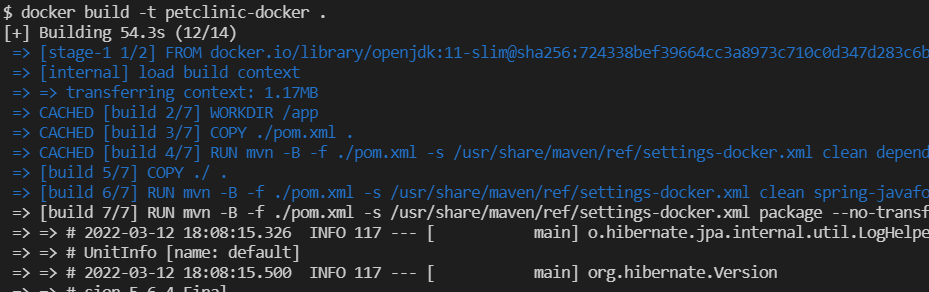 $ docker build -t petclinic-docker .
[+] Building 54.3s (12/14)
=> [stage-1 1/2] FROM docker.io/library/openjdk:11-slim@sha256:724338bef39664cc3a8973c710c0d347d283c6b
=> [internal] load build context
=> => transferring context: 1.17MB
=> CACHED [build 2/7] WORKDIR /app
=> CACHED [build 3/7] COPY ./pom.xml .
=> CACHED [build 4/7] RUN mvn -B -f ./pom.xml -s /usr/share/maven/ref/settings-docker.xml clean depend
=> [build 5/7] COPY ./ .
=> [build 6/7] RUN mvn -B -f ./pom.xml -s /usr/share/maven/ref/settings-docker.xml clean spring-javafo
=> [build 7/7] RUN mvn -B -f ./pom.xml -s /usr/share/maven/ref/settings-docker.xml package --no-transf
=> => # 2022-03-12 18:08:15.326  INFO 117 --- [           main] o.hibernate.jpa.internal.util.LogHelpe
=> => # UnitInfo [name: default]
=> => # 2022-03-12 18:08:15.500  INFO 117 --- [           main] org.hibernate.Version
=> => # sion 5.6.4.Final